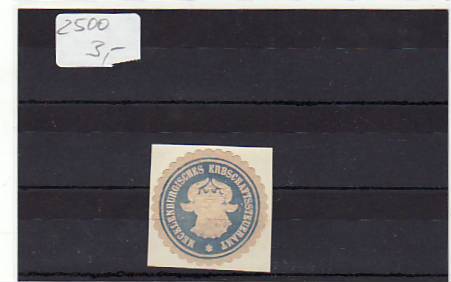 2500
3,-
MECKLENBURGISCHES ERBSCHAFTSSTEUERAMT *